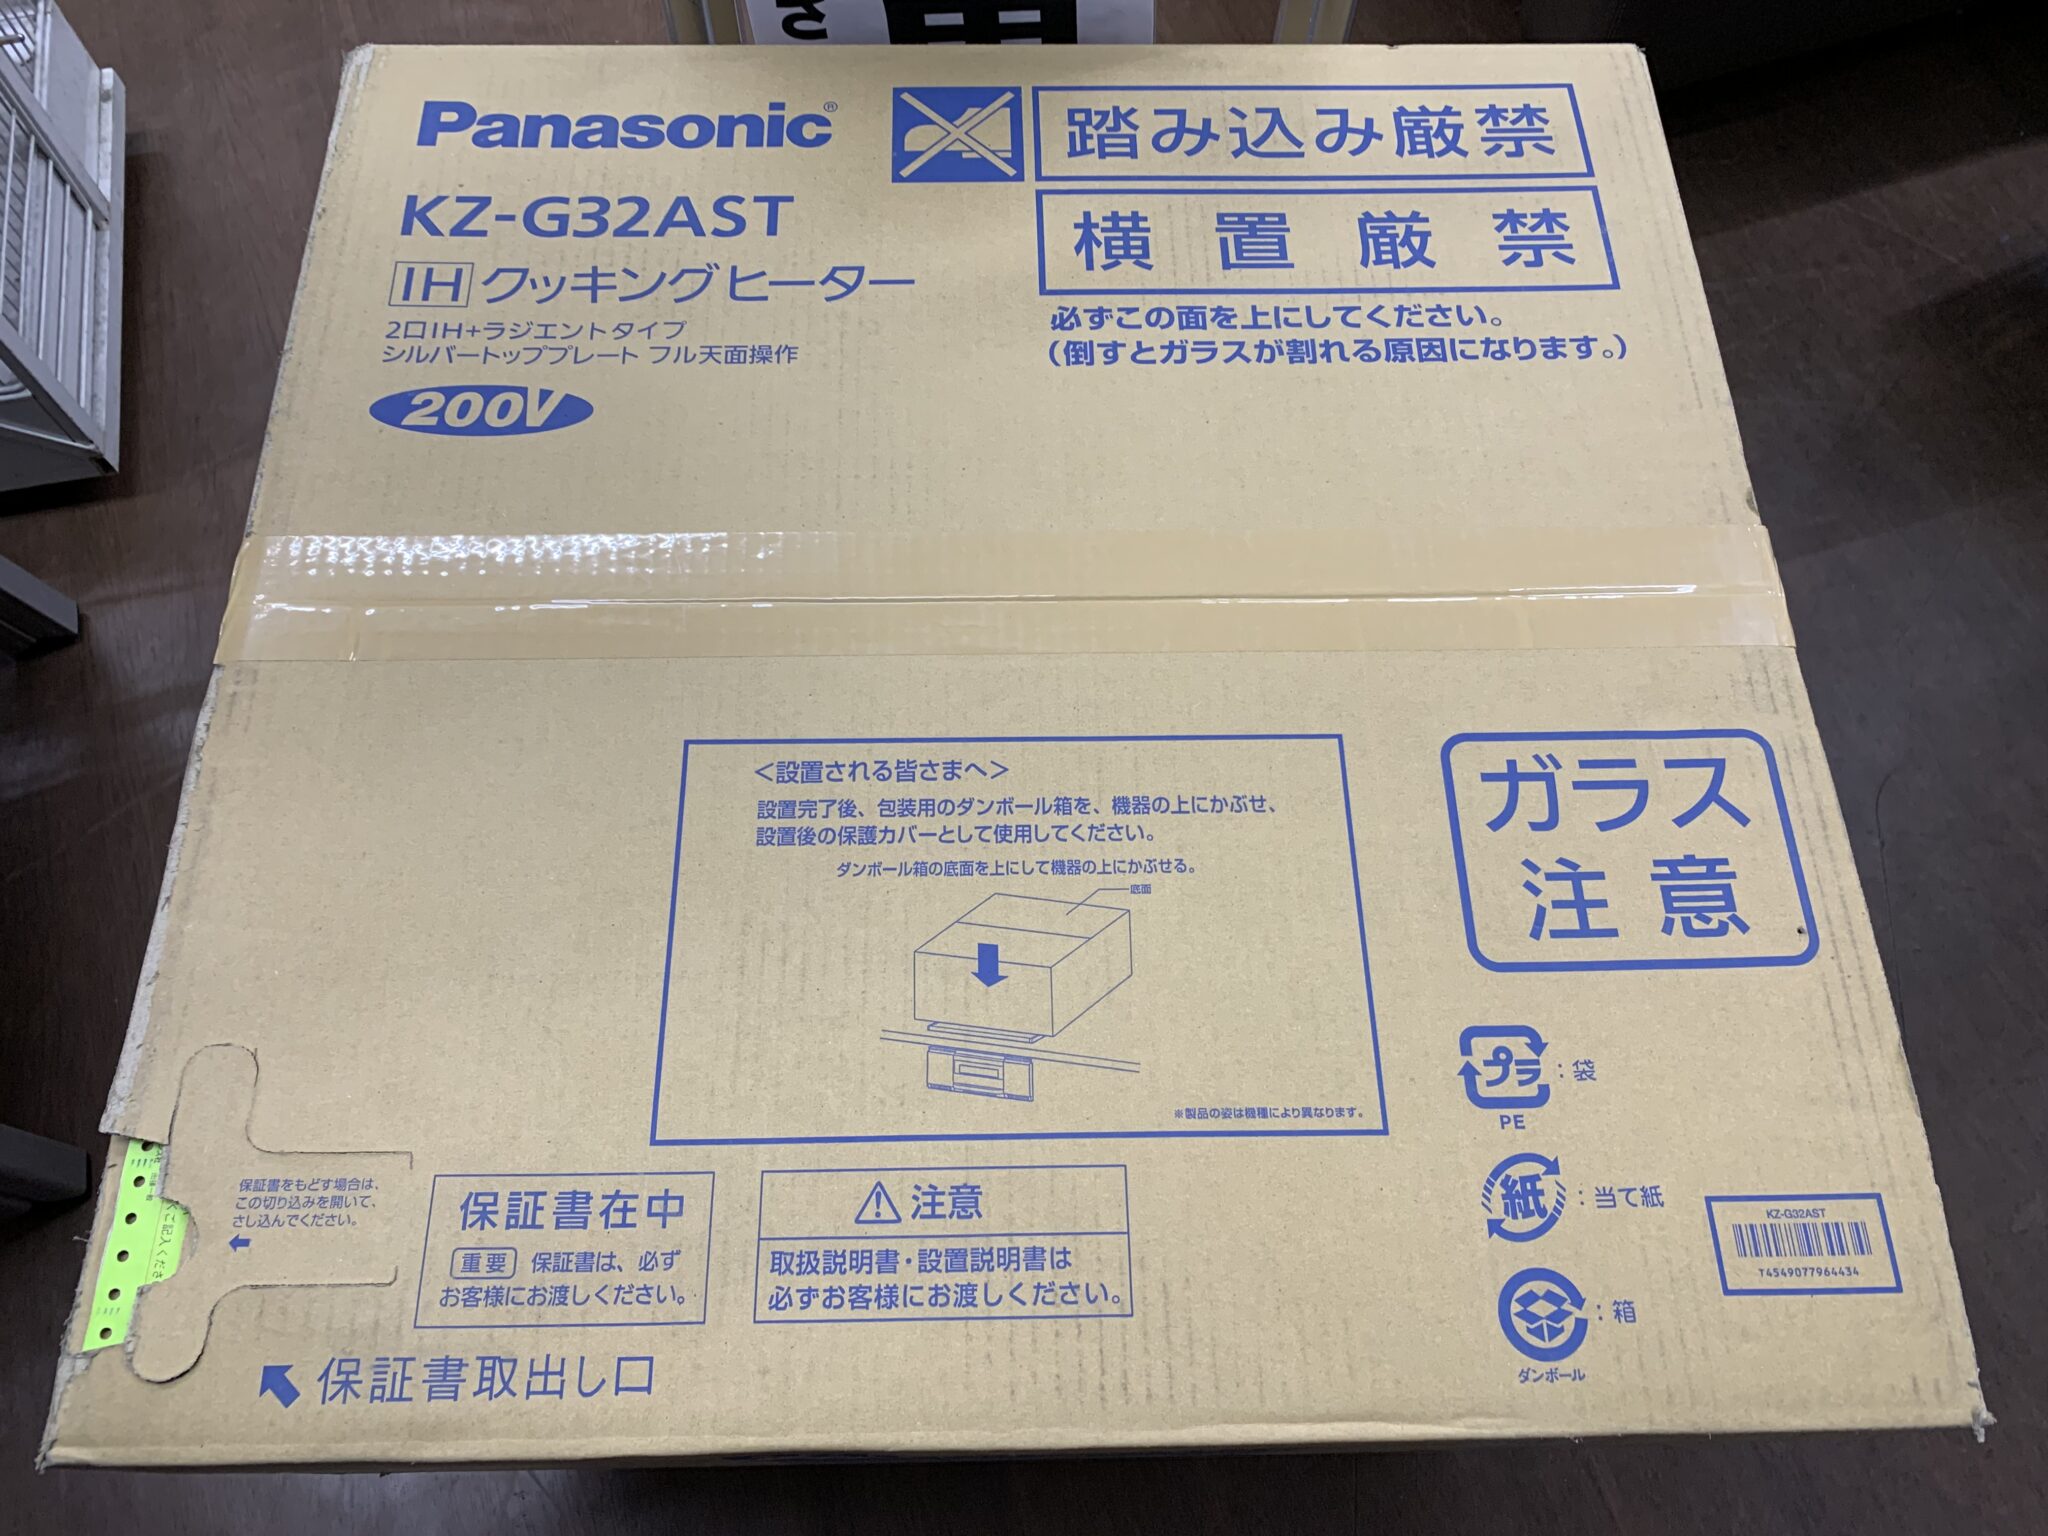 Panasonic®
KZ-G32AST
IHクッキングヒーター
2口IH+ラジエントタイプ
シルバートッププレート フル天面操作
200V
踏み込み厳禁
横置厳禁
必ずこの面を上にしてください。
(倒すとガラスが割れる原因になります。)
<設置される皆さまへ>
設置完了後、包装用のダンボール箱を、機器の上にかぶせ、
設置後の保護カバーとして使用してください。
ダンボール箱の底面を上にして機器の上にかぶせる。
底面
※製品の姿は機種により異なります。
ガラス
注意
プラ:袋
PE
紙:当て紙
:箱
ダンボール
KZ-G32AST
T4549077964434
保証書をもどす場合は、
この切り込みを開いて、
さし込んでください。
保証書在中
重要 保証書は、必ず
お客様にお渡しください。
注意
取扱説明書・設置説明書は
必ずお客様にお渡しください。
保証書取出し口
ご記入くださ